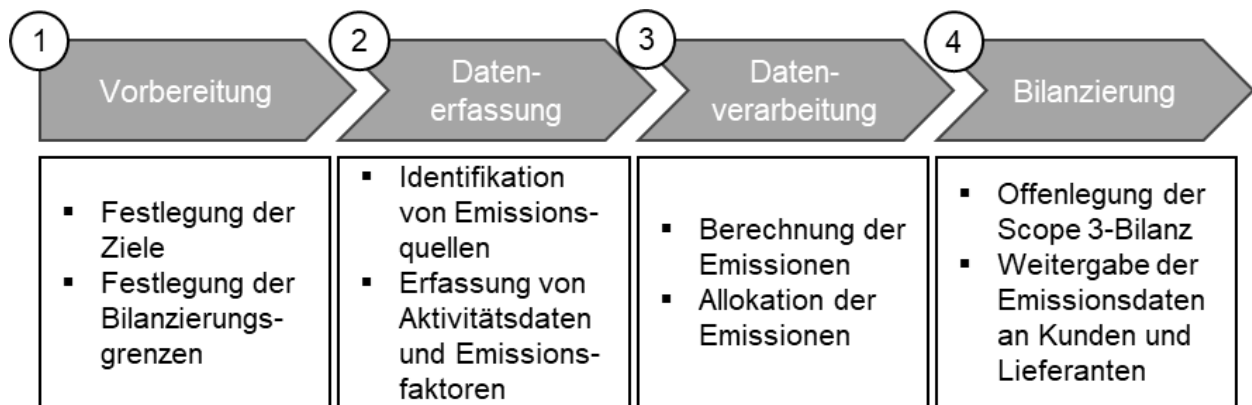 1
Vorbereitung
▪ Festlegung der
Ziele
▪ Festlegung der
Bilanzierungs-
grenzen
2
Daten-
erfassung
▪ Identifikation
von Emissions-
quellen
▪ Erfassung von
Aktivitätsdaten
und Emissions-
faktoren
3
Daten-
verarbeitung
▪ Berechnung der
Emissionen
▪ Allokation der
Emissionen
4
Bilanzierung
▪ Offenlegung der
Scope 3-Bilanz
▪ Weitergabe der
Emissionsdaten
an Kunden und
Lieferanten